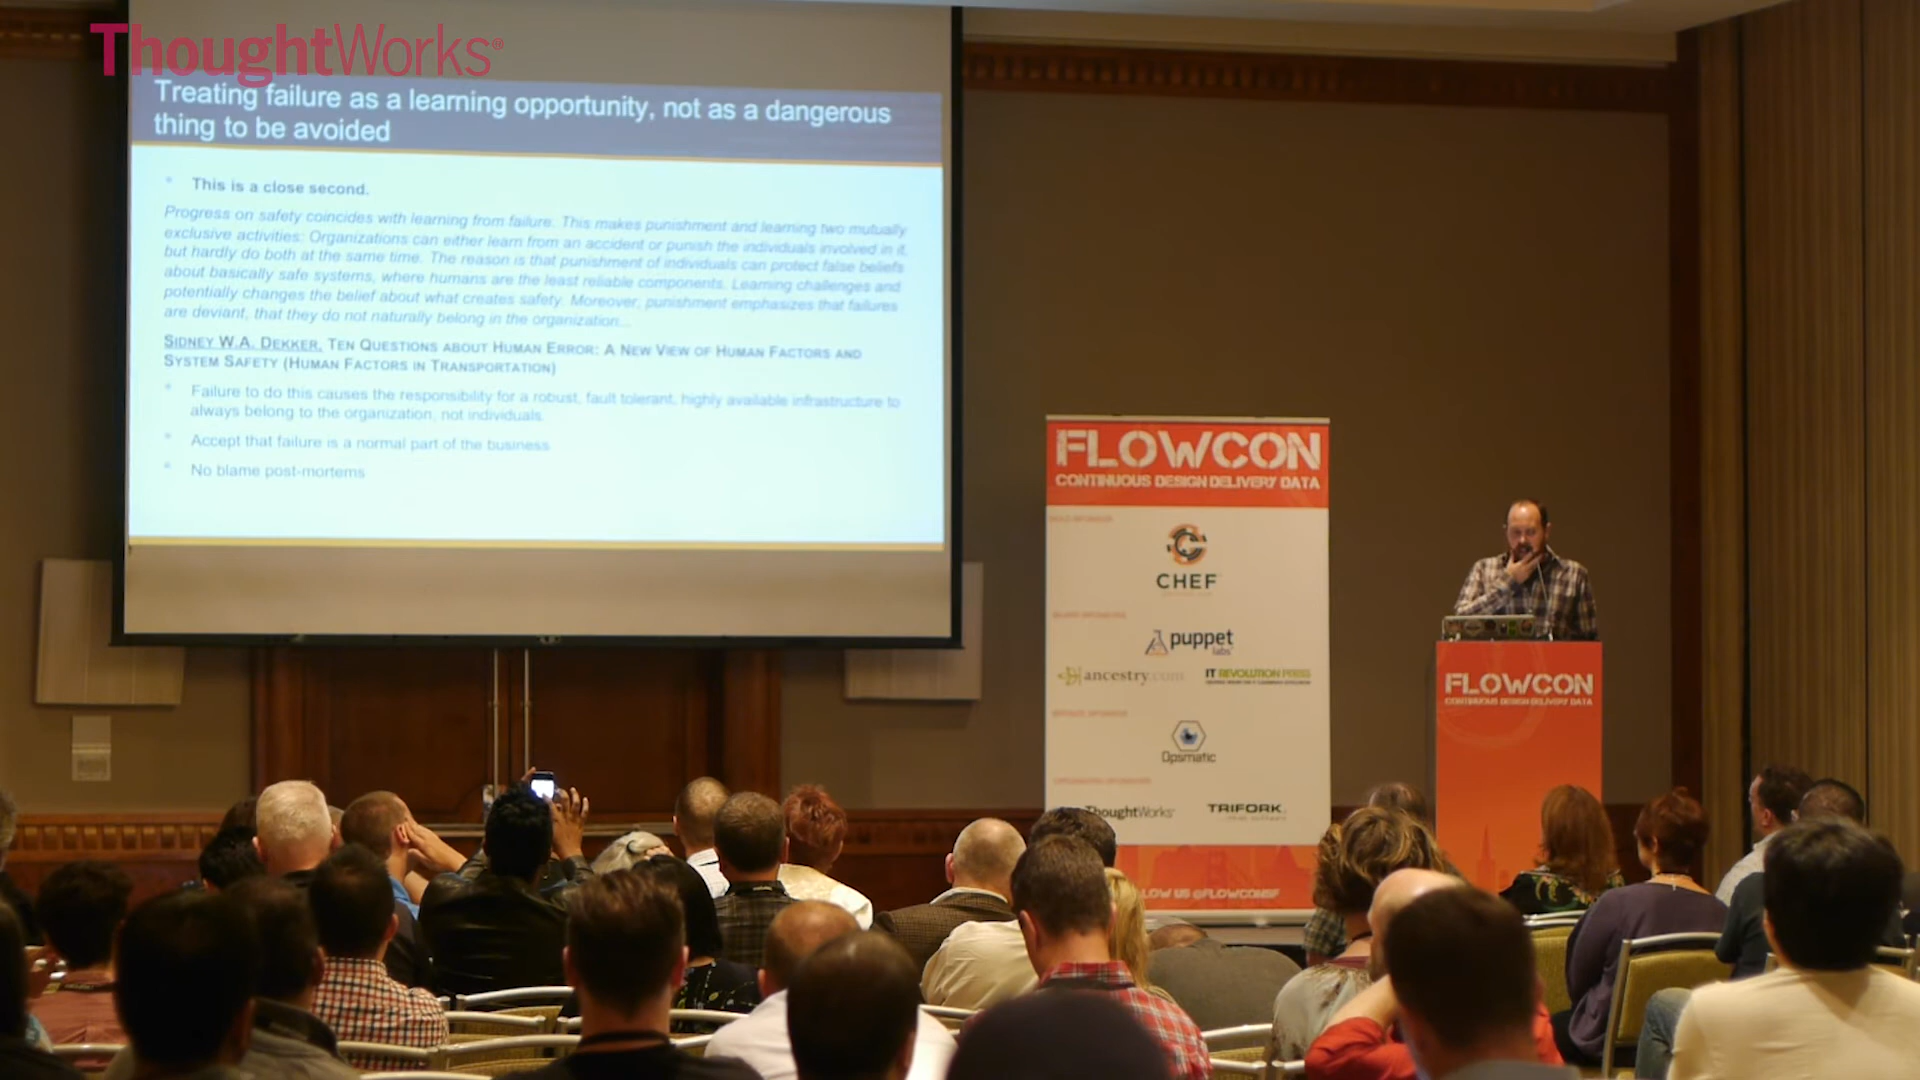 ThoughtWorks®
Treating failure as a learning opportunity, not as a dangerous
thing to be avoided
This is a close second.
Progress on safety coincides with learning from failure. This makes punishment and learning two mutually
exclusive activities: Organizations can either learn from an accident or punish the individuals involved in it,
but hardly do both at the same time. The reason is that punishment of individuals can protect false beliefs
about basically safe systems, where humans are the least reliable components. Learning challenges and
potentially changes the belief about what creates safety. Moreover, punishment emphasizes that failures
are deviant, that they do not naturally belong in the organization...
SIDNEY W.A. DEKKER, TEN QUESTIONS ABOUT HUMAN ERROR: A NEW VIEW OF HUMAN FACTORS AND
SYSTEM SAFETY (HUMAN FACTORS IN TRANSPORTATION)
Failure to do this causes the responsibility for a robust, fault tolerant, highly available infrastructure to
always belong to the organization, not individuals.
Accept that failure is a normal part of the business
No blame post-mortems
FLOWCON
CONTINUOUS DESIGN DELIVERY DATA
CHEF
puppet
labs
ancestry.com
IT REVOLUTION PRESS
Opsmatic
ThoughtWorks®
TRIFORK.
LOW US @FLOWCONSF
FLOWCON
CONTINUOUS DESIGN DELIVERY DATA